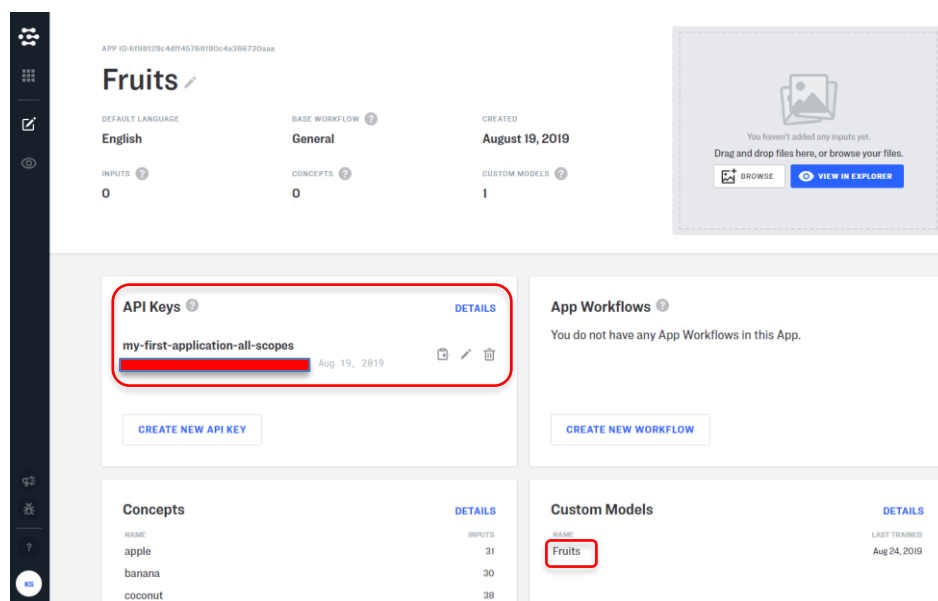 APP ID:6f98129c4dff45769180c4a366730aaa
Fruits
DEFAULT LANGUAGE
English
BASE WORKFLOW ?
General
CREATED
August 19, 2019
INPUTS ?
0
CONCEPTS ?
0
CUSTOM MODELS ?
1
You haven't added any inputs yet.
Drag and drop files here, or browse your files.
BROWSE
VIEW IN EXPLORER
API Keys ?
DETAILS
my-first-application-all-scopes
Aug 19, 2019
CREATE NEW API KEY
App Workflows ?
You do not have any App Workflows in this App.
CREATE NEW WORKFLOW
Concepts
DETAILS
NAME INPUTS
apple 31
banana 30
coconut 38
Custom Models
DETAILS
NAME LAST TRAINED
Fruits Aug 24, 2019
?
KS